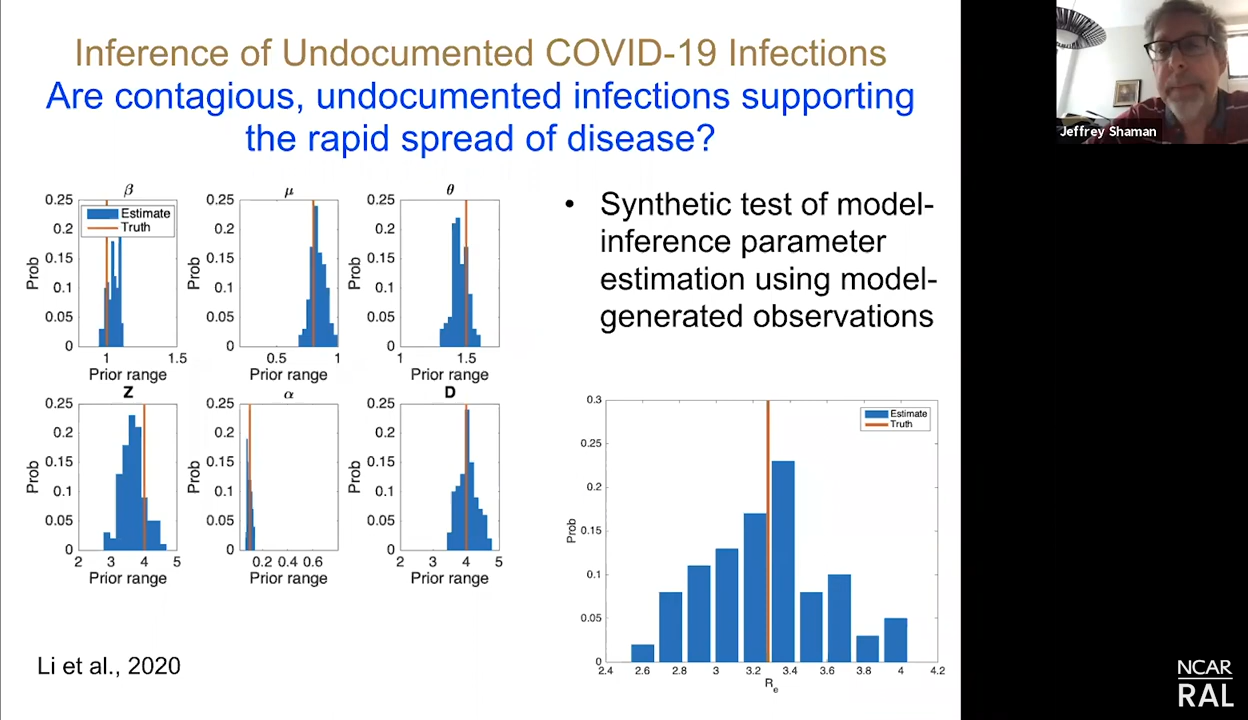 Inference of Undocumented COVID-19 Infections
Are contagious, undocumented infections supporting
the rapid spread of disease?
Jeffrey Shaman
• Synthetic test of model-
inference parameter
estimation using model-
generated observations
β
0.25
0.2
0.15
0.1
0.05
0
Prob
Estimate
Truth
1 1.5
Prior range
μ
0.25
0.2
0.15
0.1
0.05
0
Prob
0.5 1
Prior range
θ
0.25
0.2
0.15
0.1
0.05
0
Prob
1 1.5
Prior range
Z
0.25
0.2
0.15
0.1
0.05
0
Prob
2 3 4 5
Prior range
α
0.25
0.2
0.15
0.1
0.05
0
Prob
0.2 0.4 0.6
Prior range
D
0.25
0.2
0.15
0.1
0.05
0
Prob
2 3 4 5
Prior range
0.3
0.25
0.2
0.15
0.1
0.05
0
Prob
Estimate
Truth
2.4 2.6 2.8 3 3.2 3.4 3.6 3.8 4 4.2
Re
Li et al., 2020
NCAR
RAL